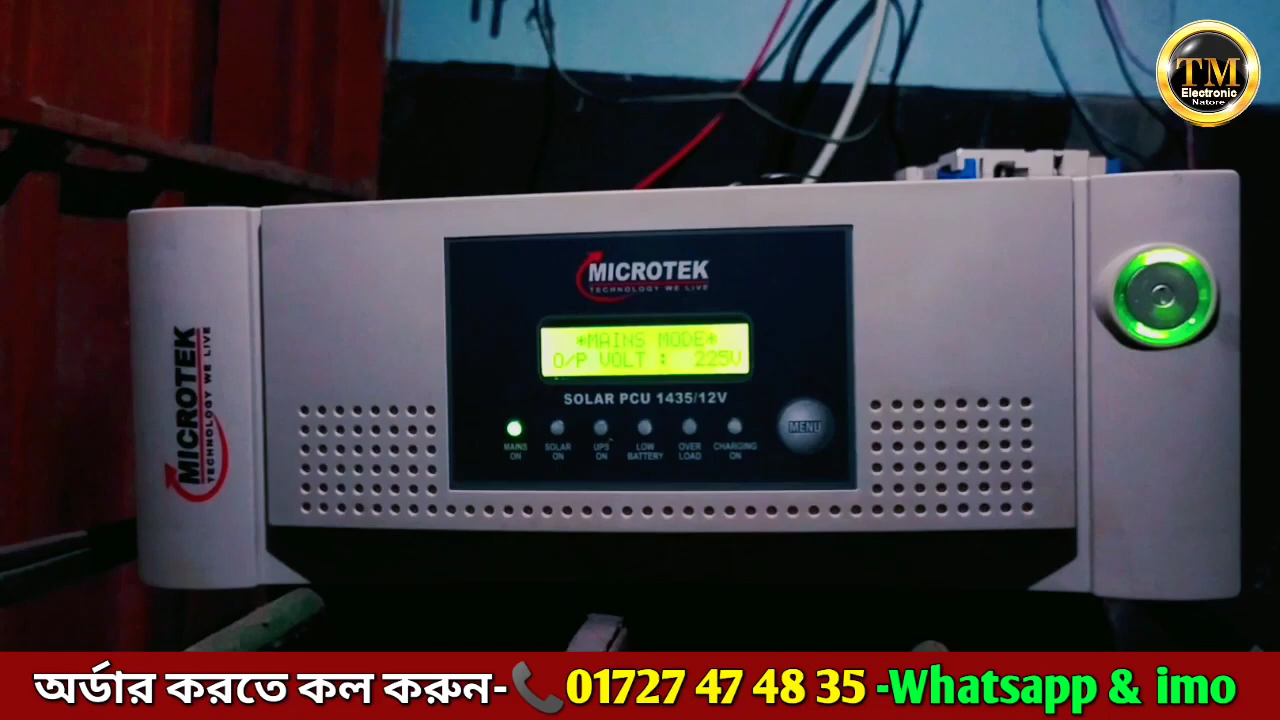 TM
Electronic
Natore
MICROTEK
TECHNOLOGY WE LIVE
MICROTEK
TECHNOLOGY WE LIVE
*MAINS MODE*
O/P VOLT : 225V
SOLAR PCU 1435/12V
MAINS ON
SOLAR ON
UPS ON
LOW BATTERY
OVER LOAD
CHARGING ON
MENU
অর্ডার করতে কল করুন-📞01727 47 48 35 -Whatsapp & imo